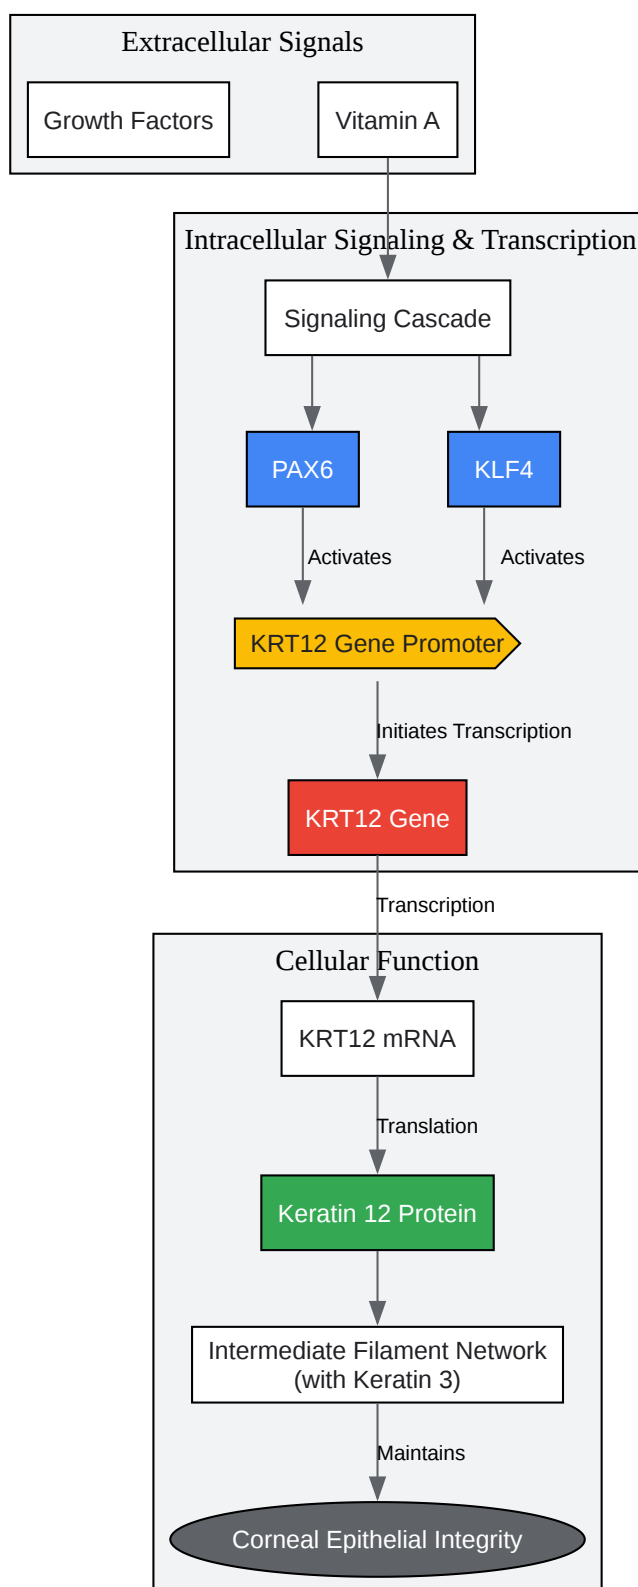 Extracellular Signals
Growth Factors
Vitamin A
Intracellular Signaling & Transcription
Signaling Cascade
PAX6
KLF4
Activates
Activates
KRT12 Gene Promoter
Initiates Transcription
KRT12 Gene
Transcription
Cellular Function
KRT12 mRNA
Translation
Keratin 12 Protein
Intermediate Filament Network
(with Keratin 3)
Maintains
Corneal Epithelial Integrity